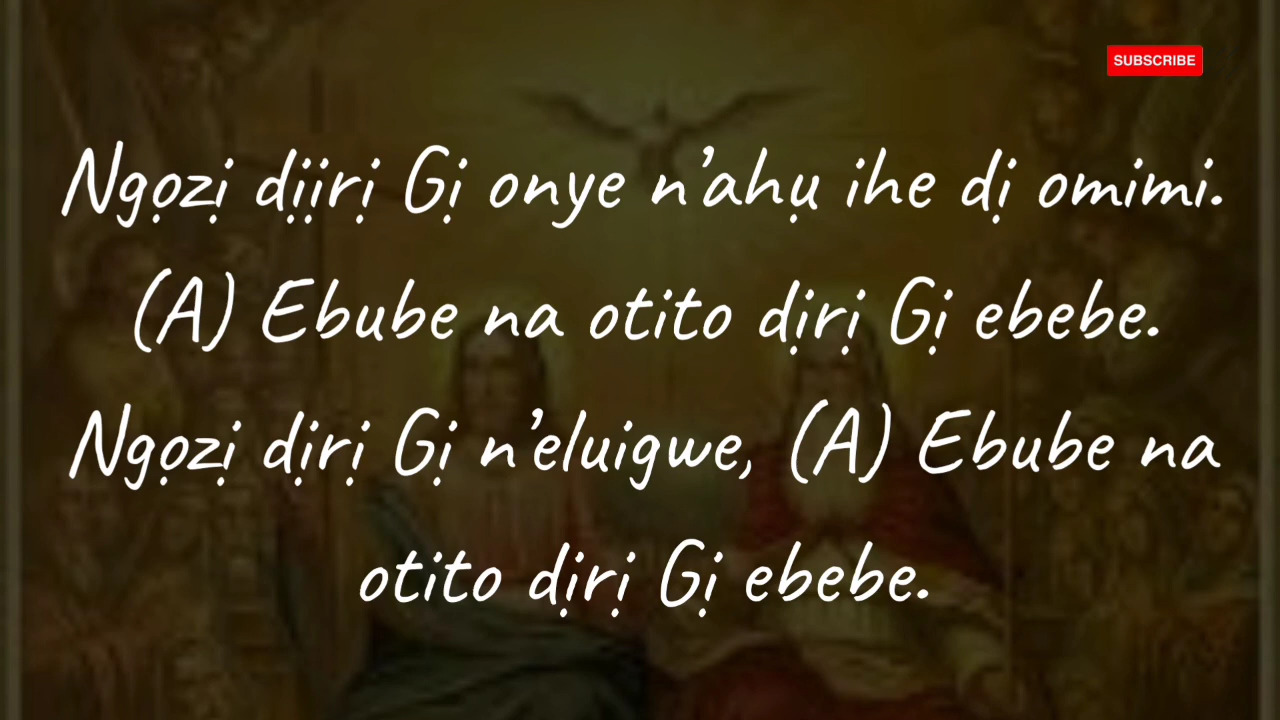 SUBSCRIBE
Ngọzị dịịrị Gị onye n’ahụ ihe dị omimi.
(A) Ebube na otito dịrị Gị ebebe.
Ngọzị dịrị Gị n’eluigwe, (A) Ebube na
otito dịrị Gị ebebe.